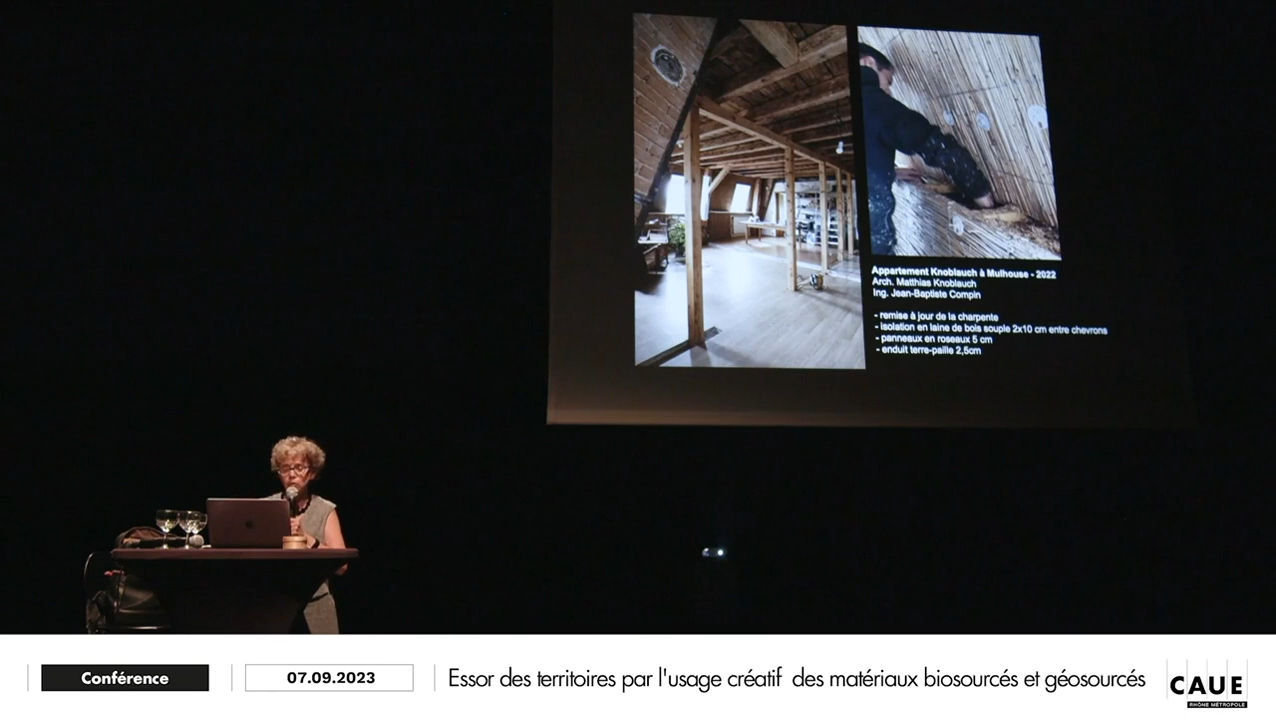 Appartement Knoblauch à Mulhouse - 2022
Arch. Matthias Knoblauch
Ing. Jean-Baptiste Compin
- remise à jour de la charpente
- isolation en laine de bois souple 2x10 cm entre chevrons
- panneaux en roseaux 5 cm
- enduit terre-paille 2,5cm
Conférence
07.09.2023
Essor des territoires par l'usage créatif des matériaux biosourcés et géosourcés
CAUE
RHÔNE MÉTROPOLE